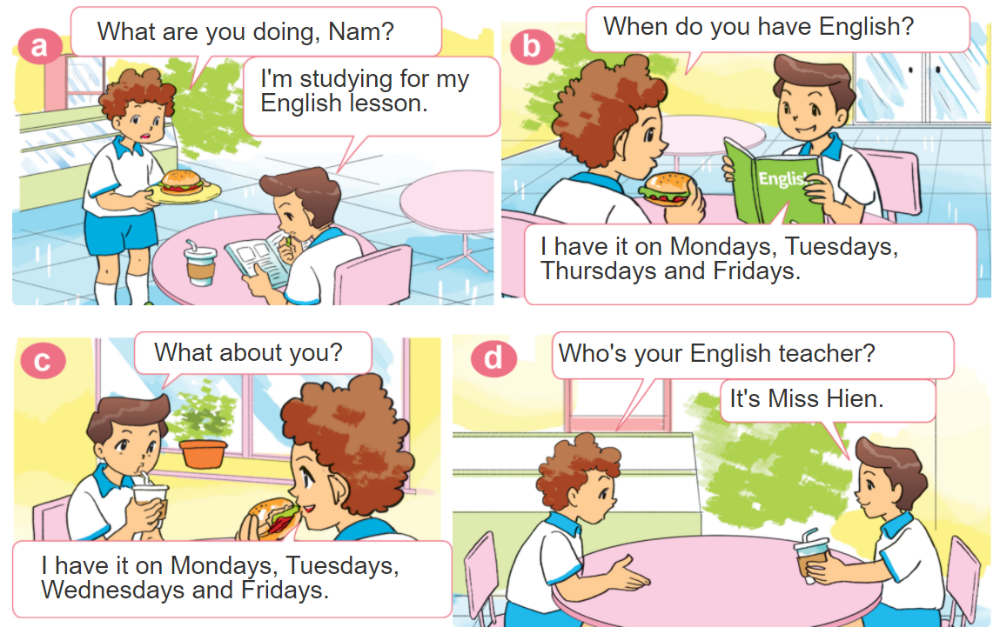 a
What are you doing, Nam?
I'm studying for my
English lesson.
b
When do you have English?
English
I have it on Mondays, Tuesdays,
Thursdays and Fridays.
c
What about you?
I have it on Mondays, Tuesdays,
Wednesdays and Fridays.
d
Who's your English teacher?
It's Miss Hien.